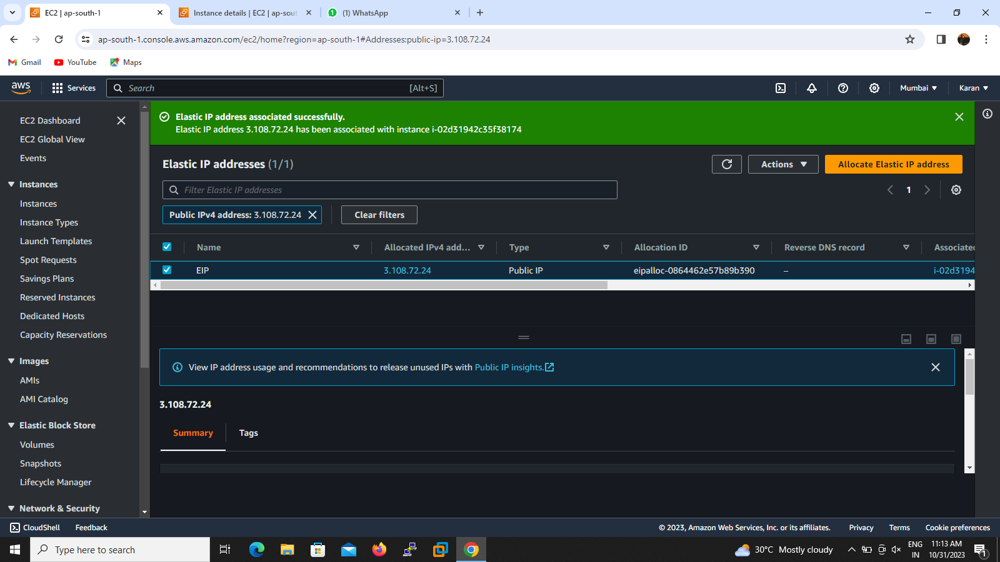 EC2 | ap-south-1
Instance details | EC2 | ap-sout
(1) WhatsApp
ap-south-1.console.aws.amazon.com/ec2/home?region=ap-south-1#Addresses:public-ip=3.108.72.24
Gmail
YouTube
Maps
aws
Services
Search
[Alt+S]
Mumbai
Karan
EC2 Dashboard
EC2 Global View
Events
Instances
Instances
Instance Types
Launch Templates
Spot Requests
Savings Plans
Reserved Instances
Dedicated Hosts
Capacity Reservations
Images
AMIs
AMI Catalog
Elastic Block Store
Volumes
Snapshots
Lifecycle Manager
Network & Security
Elastic IP address associated successfully.
Elastic IP address 3.108.72.24 has been associated with instance i-02d31942c35f38174
Elastic IP addresses (1/1)
Actions
Allocate Elastic IP address
Filter Elastic IP addresses
1
Public IPv4 address: 3.108.72.24
Clear filters
Name
Allocated IPv4 add...
Type
Allocation ID
Reverse DNS record
Associated
EIP
3.108.72.24
Public IP
eipalloc-0864462e57b89b390
–
i-02d3194
View IP address usage and recommendations to release unused IPs with Public IP insights.
3.108.72.24
Summary
Tags
CloudShell
Feedback
© 2023, Amazon Web Services, Inc. or its affiliates.
Privacy
Terms
Cookie preferences
Type here to search
30°C Mostly cloudy
ENG
IN
11:13 AM
10/31/2023
1